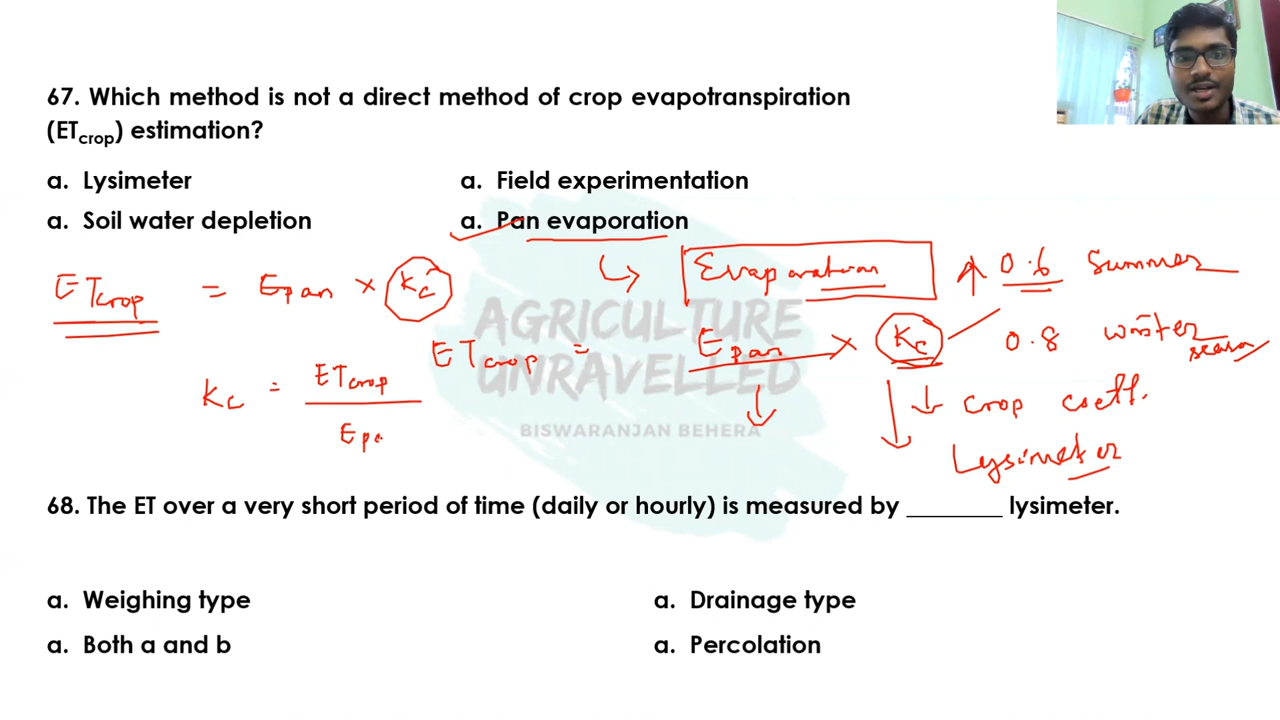 67. Which method is not a direct method of crop evapotranspiration
(ETcrop) estimation?
a. Lysimeter a. Field experimentation
a. Soil water depletion a. Pan evaporation
Evaporation 0.6 Summer
ETcrop = Epan × Kc
ETcrop = Epan × Kc 0.8 winter
season
Kc = ETcrop
Epa
crop coeff.
Lysimeter
AGRICULTURE
UNRAVELLED
BISWARANJAN BEHERA
68. The ET over a very short period of time (daily or hourly) is measured by ________ lysimeter.
a. Weighing type a. Drainage type
a. Both a and b a. Percolation